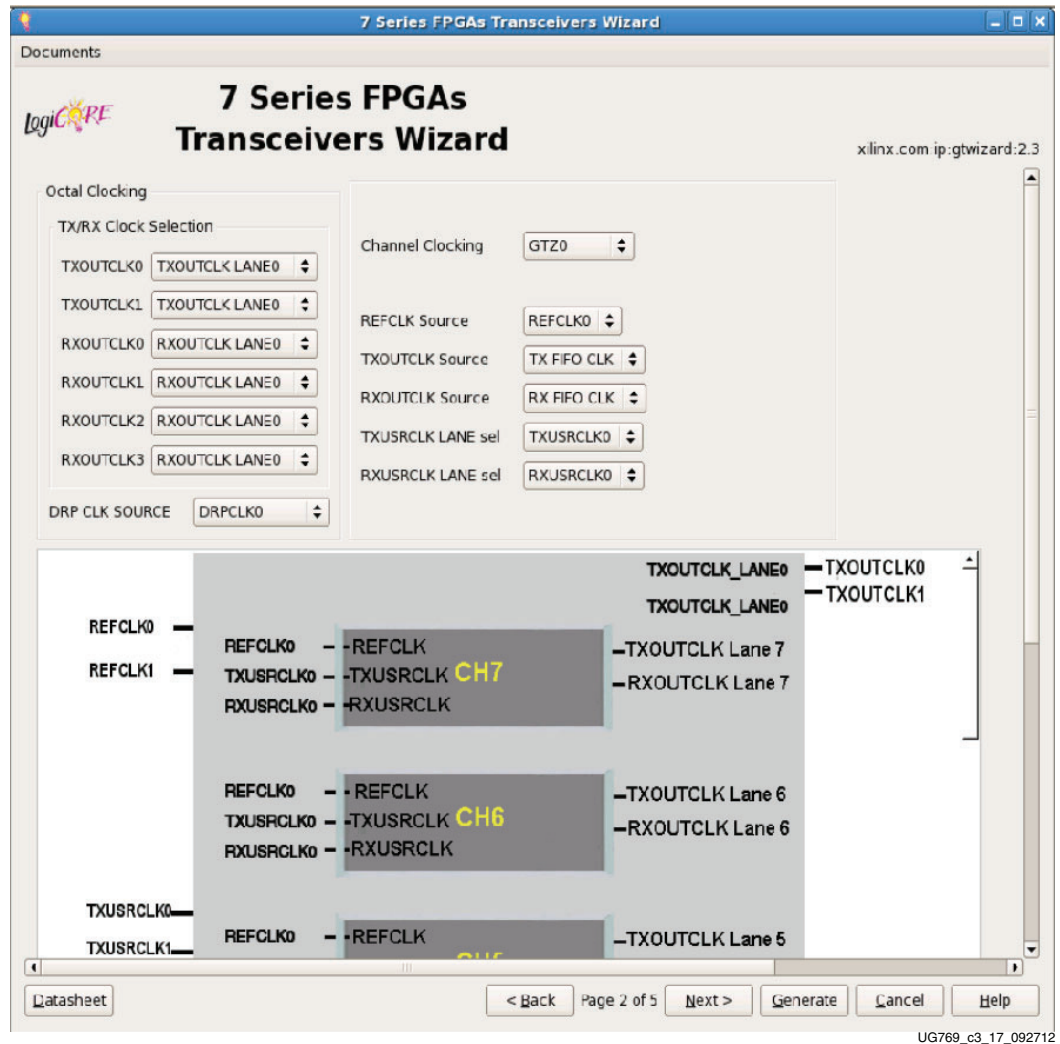 7 Series FPGAs Transceivers Wizard
Documents
LogiCORE
7 Series FPGAs
Transceivers Wizard
xilinx.com:ip:gtwizard:2.3
Octal Clocking
TX/RX Clock Selection
TXOUTCLK0 TXOUTCLK LANE0
TXOUTCLK1 TXOUTCLK LANE0
RXOUTCLK0 RXOUTCLK LANE0
RXOUTCLK1 RXOUTCLK LANE0
RXOUTCLK2 RXOUTCLK LANE0
RXOUTCLK3 RXOUTCLK LANE0
DRP CLK SOURCE DRPCLK0
Channel Clocking GTZ0
REFCLK Source REFCLK0
TXOUTCLK Source TX FIFO CLK
RXOUTCLK Source RX FIFO CLK
TXUSRCLK LANE sel TXUSRCLK0
RXUSRCLK LANE sel RXUSRCLK0
TXOUTCLK_LANE0 TXOUTCLK0
TXOUTCLK_LANE0 TXOUTCLK1
REFCLK0
REFCLK1
REFCLK0 REFCLK
TXUSRCLK0 TXUSRCLK CH7
RXUSRCLK0 RXUSRCLK
TXOUTCLK Lane 7
RXOUTCLK Lane 7
REFCLK0 REFCLK
TXUSRCLK0 TXUSRCLK CH6
RXUSRCLK0 RXUSRCLK
TXOUTCLK Lane 6
RXOUTCLK Lane 6
TXUSRCLK0
TXUSRCLK1
REFCLK0 REFCLK
TXOUTCLK Lane 5
Datasheet < Back Page 2 of 5 Next > Generate Cancel Help
UG769_c3_17_092712